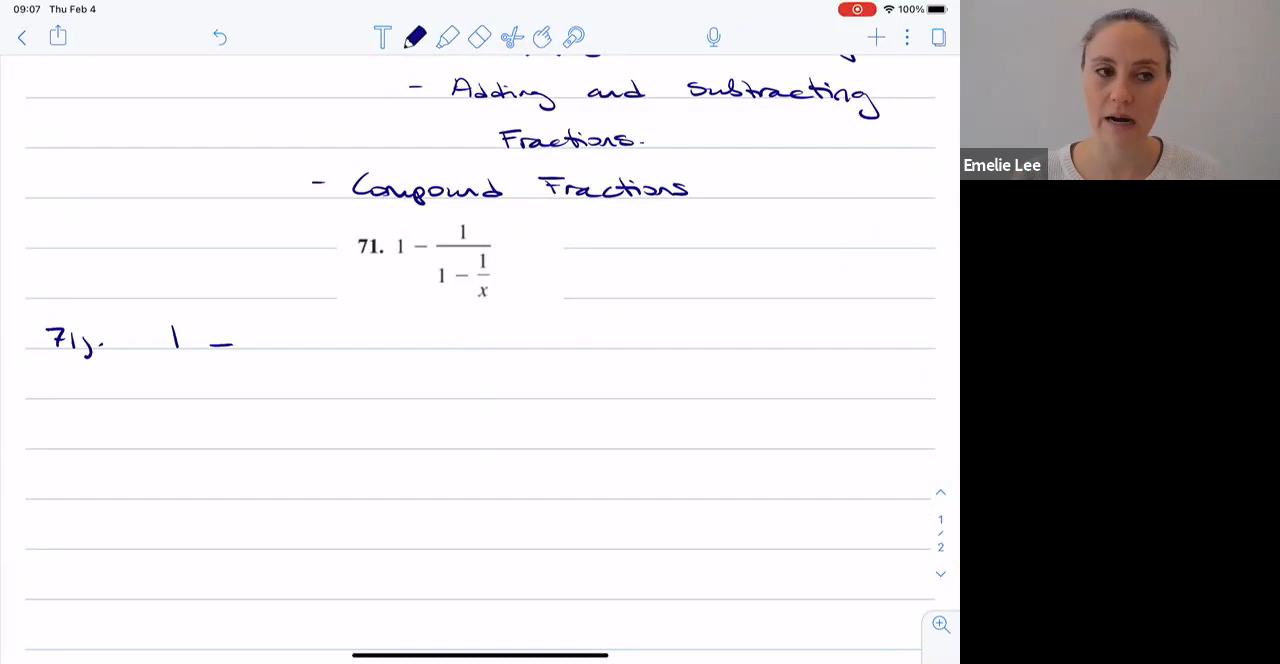 09:07 Thu Feb 4
100%
- Adding and Subtracting
Fractions.
- Compound Fractions
71. 1 -
1
1 -
1
x
71). 1 -
1
/
2
Emelie Lee